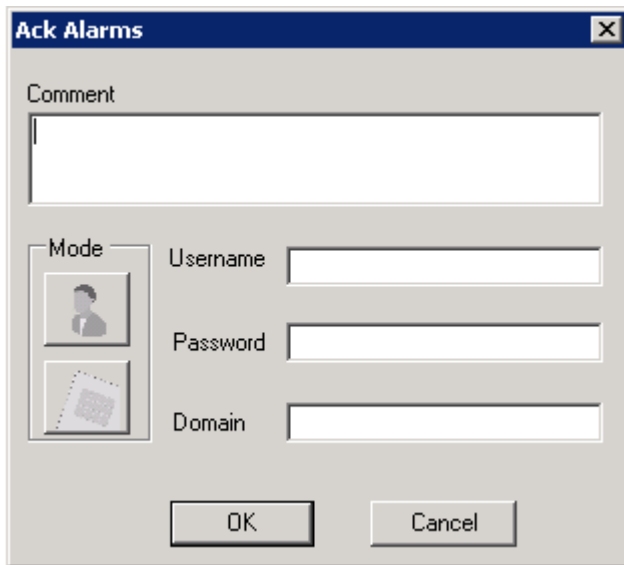 Ack Alarms
Comment
Mode
Username
Password
Domain
OK
Cancel